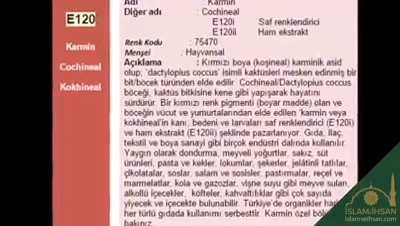 Adı : Karmin
Diğer adı : Cochineal
E120i Saf renklendirici
E120ii Ham ekstrakt
Renk Kodu : 75470
Menşei : Hayvansal
Açıklama : Kırmızı boya (koşineal) karminik asid
olup; 'dactylopius coccus' isimli kaktüsleri mesken edinmiş bir
bit/böcek türünden elde edilir. Cochineal/Dactylopius coccus
böceği, kaktüs bitkisine kene gibi yapışarak hayatını
sürdürür. Bir kırmızı renk pigmenti (boyar madde) olan ve
böceğin vücut ve yumurtalarından elde edilen 'karmin veya
kokhineal'in kanı, bedeni ve larvaları saf renklendirici (E120i)
ve ham ekstrakt (E120ii) şeklinde pazarlanıyor. Gıda, İlaç,
tekstil ve boya sanayi gibi birçok endüstri dalında kullanılır.
Yaygın olarak dondurma, meyveli yoğurtlar, sakız, süt
ürünleri, pasta ve kekler, lokumlar, şekerler, jelâtinli tatlılar,
çikolatalar, soslar, salam ve sosisler, pastırmalar, reçel ve
marmelatlar, kola ve gazozlar, vişne suyu gibi meyve suları,
alkollü içecekler, köfteler, kahvaltılıklar gibi çok sayıda
yiyecek ve içecekte bulunabilir. Türkiye'de organikler
her türlü gıdada kullanımı serbesttir. Karmin özel
bakınız.
E120
Karmin
Cochineal
Kokhineal
İSLAM&İHSAN
islamveihsan.com